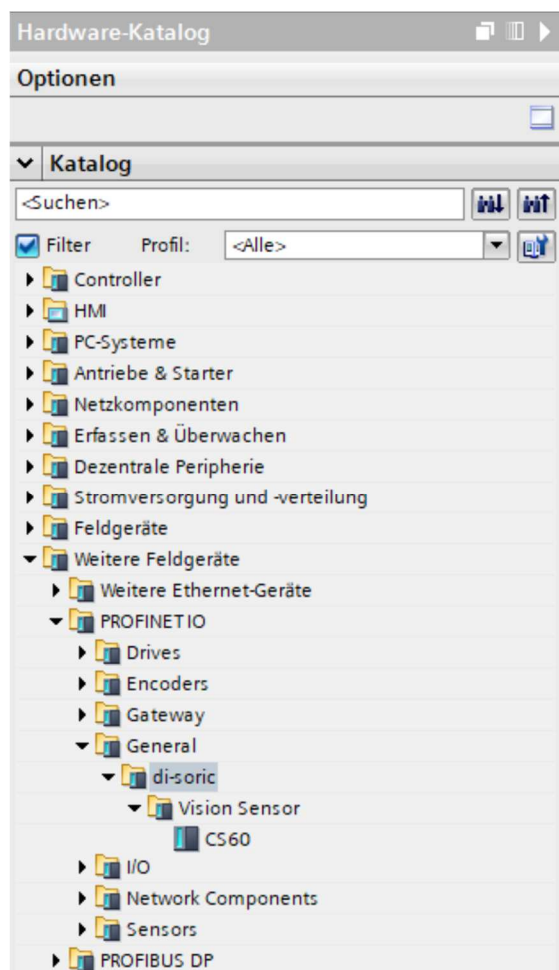 Hardware-Katalog
Optionen
Katalog
<Suchen>
Filter Profil: <Alle>
Controller
HMI
PC-Systeme
Antriebe & Starter
Netzkomponenten
Erfassen & Überwachen
Dezentrale Peripherie
Stromversorgung und -verteilung
Feldgeräte
Weitere Feldgeräte
Weitere Ethernet-Geräte
PROFINET IO
Drives
Encoders
Gateway
General
di-soric
Vision Sensor
CS60
I/O
Network Components
Sensors
PROFIBUS DP